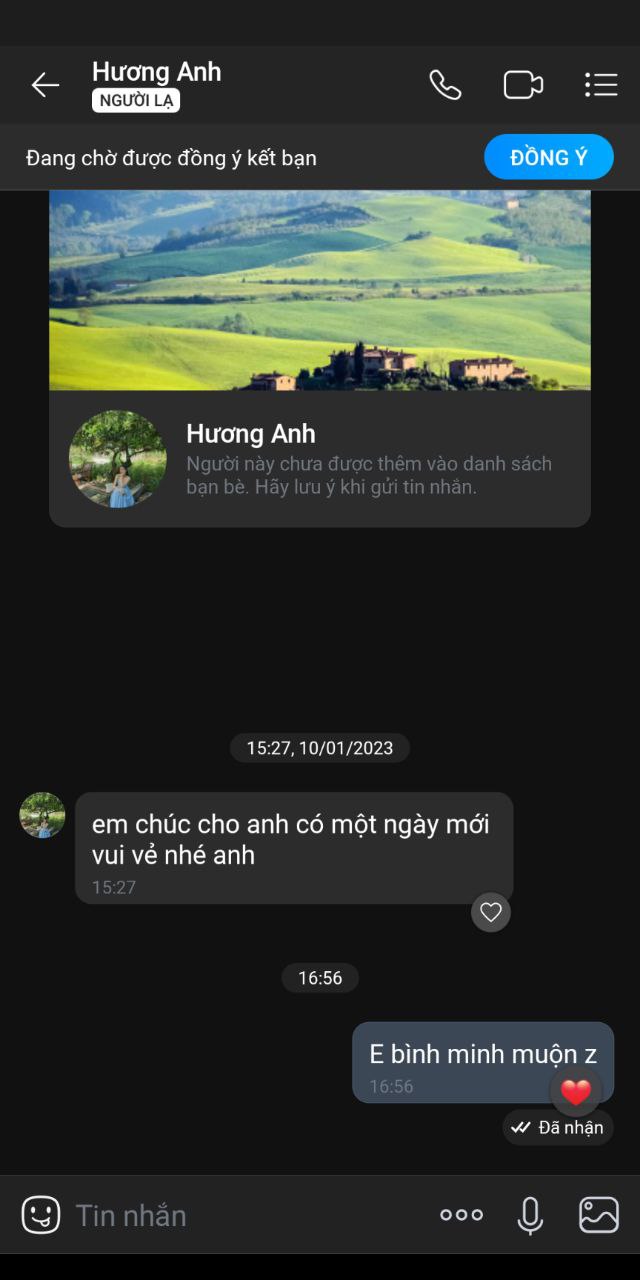 Hương Anh
NGƯỜI LẠ
Đang chờ được đồng ý kết bạn
ĐỒNG Ý
Hương Anh
Người này chưa được thêm vào danh sách
bạn bè. Hãy lưu ý khi gửi tin nhắn.
15:27, 10/01/2023
em chúc cho anh có một ngày mới
vui vẻ nhé anh
15:27
16:56
E bình minh muộn z
16:56
Đã nhận
Tin nhắn